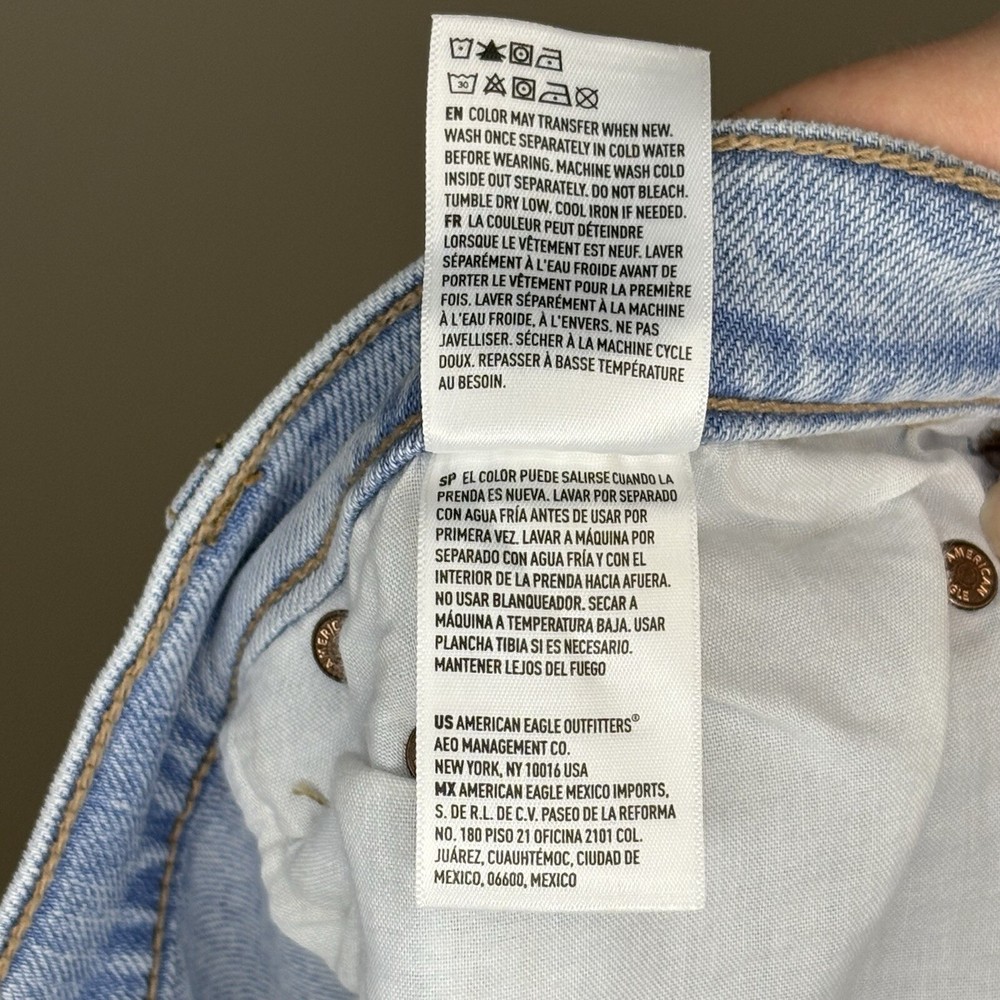 30
EN COLOR MAY TRANSFER WHEN NEW.
WASH ONCE SEPARATELY IN COLD WATER
BEFORE WEARING. MACHINE WASH COLD
INSIDE OUT SEPARATELY. DO NOT BLEACH.
TUMBLE DRY LOW. COOL IRON IF NEEDED.
FR LA COULEUR PEUT DÉTEINDRE
LORSQUE LE VÊTEMENT EST NEUF. LAVER
SÉPARÉMENT À L'EAU FROIDE AVANT DE
PORTER LE VÊTEMENT POUR LA PREMIÈRE
FOIS. LAVER SÉPARÉMENT À LA MACHINE
À L'EAU FROIDE, À L'ENVERS. NE PAS
JAVELLISER. SÉCHER À LA MACHINE CYCLE
DOUX. REPASSER À BASSE TEMPÉRATURE
AU BESOIN.
SP EL COLOR PUEDE SALIRSE CUANDO LA
PRENDA ES NUEVA. LAVAR POR SEPARADO
CON AGUA FRÍA ANTES DE USAR POR
PRIMERA VEZ. LAVAR A MÁQUINA POR
SEPARADO CON AGUA FRÍA Y CON EL
INTERIOR DE LA PRENDA HACIA AFUERA.
NO USAR BLANQUEADOR. SECAR A
MÁQUINA A TEMPERATURA BAJA. USAR
PLANCHA TIBIA SI ES NECESARIO.
MANTENER LEJOS DEL FUEGO
US AMERICAN EAGLE OUTFITTERS®
AEO MANAGEMENT CO.
NEW YORK, NY 10016 USA
MX AMERICAN EAGLE MEXICO IMPORTS,
S. DE R.L. DE C.V. PASEO DE LA REFORMA
NO. 180 PISO 21 OFICINA 2101 COL.
JUÁREZ, CUAUHTÉMOC, CIUDAD DE
MEXICO, 06600, MEXICO
AMERICAN